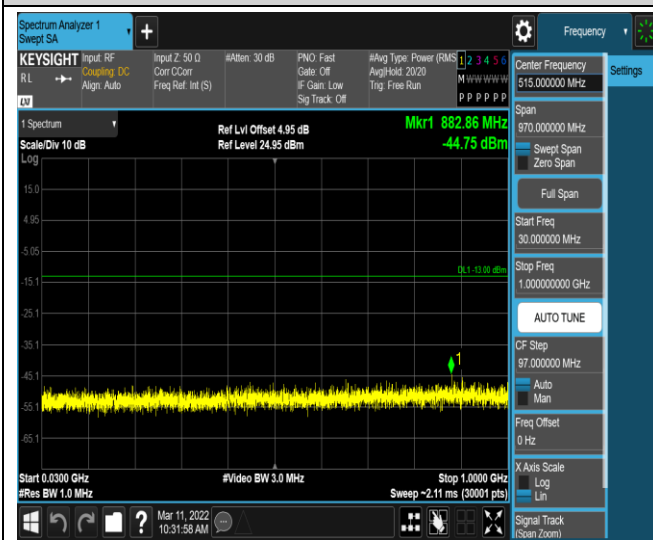 Spectrum Analyzer 1
Swept SA
+
Frequency
KEYSIGHT
RL
LXI
Input: RF
Coupling: DC
Align: Auto
Input Z: 50 Ω
Corr CCorr
Freq Ref: Int (S)
#Atten: 30 dB
PNO: Fast
Gate: Off
IF Gain: Low
Sig Track: Off
#Avg Type: Power (RMS
Avg|Hold: 20/20
Trig: Free Run
1 2 3 4 5 6
M W W W W W
P P P P P P
1 Spectrum
Scale/Div 10 dB
Log
Ref Lvl Offset 4.95 dB
Ref Level 24.95 dBm
Mkr1 882.86 MHz
-44.75 dBm
15.0
4.95
-5.05
-15.1
-25.1
-35.1
-45.1
-55.1
-65.1
DL1 -13.00 dBm
1
Start 0.0300 GHz
#Res BW 1.0 MHz
#Video BW 3.0 MHz
Stop 1.0000 GHz
Sweep ~2.11 ms (30001 pts)
Center Frequency
515.000000 MHz
Span
970.000000 MHz
Swept Span
Zero Span
Full Span
Start Freq
30.000000 MHz
Stop Freq
1.000000000 GHz
AUTO TUNE
CF Step
97.000000 MHz
Auto
Man
Freq Offset
0 Hz
X Axis Scale
Log
Lin
Signal Track
(Span Zoom)
Settings
?
Mar 11, 2022
10:31:58 AM